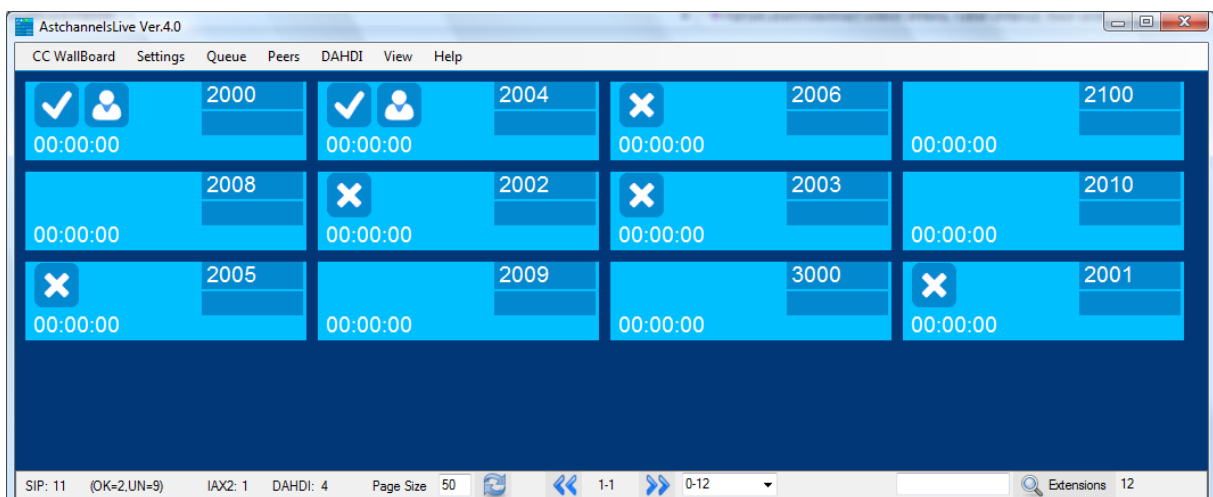 AstchannelsLive Ver.4.0
CC WallBoard Settings Queue Peers DAHDI View Help
2000 2004 2006 2100
00:00:00 00:00:00 00:00:00 00:00:00
2008 2002 2003 2010
00:00:00 00:00:00 00:00:00 00:00:00
2005 2009 3000 2001
00:00:00 00:00:00 00:00:00 00:00:00
SIP: 11 (OK=2,UN=9) IAX2: 1 DAHDI: 4 Page Size 50 1-1 0-12 Extensions 12